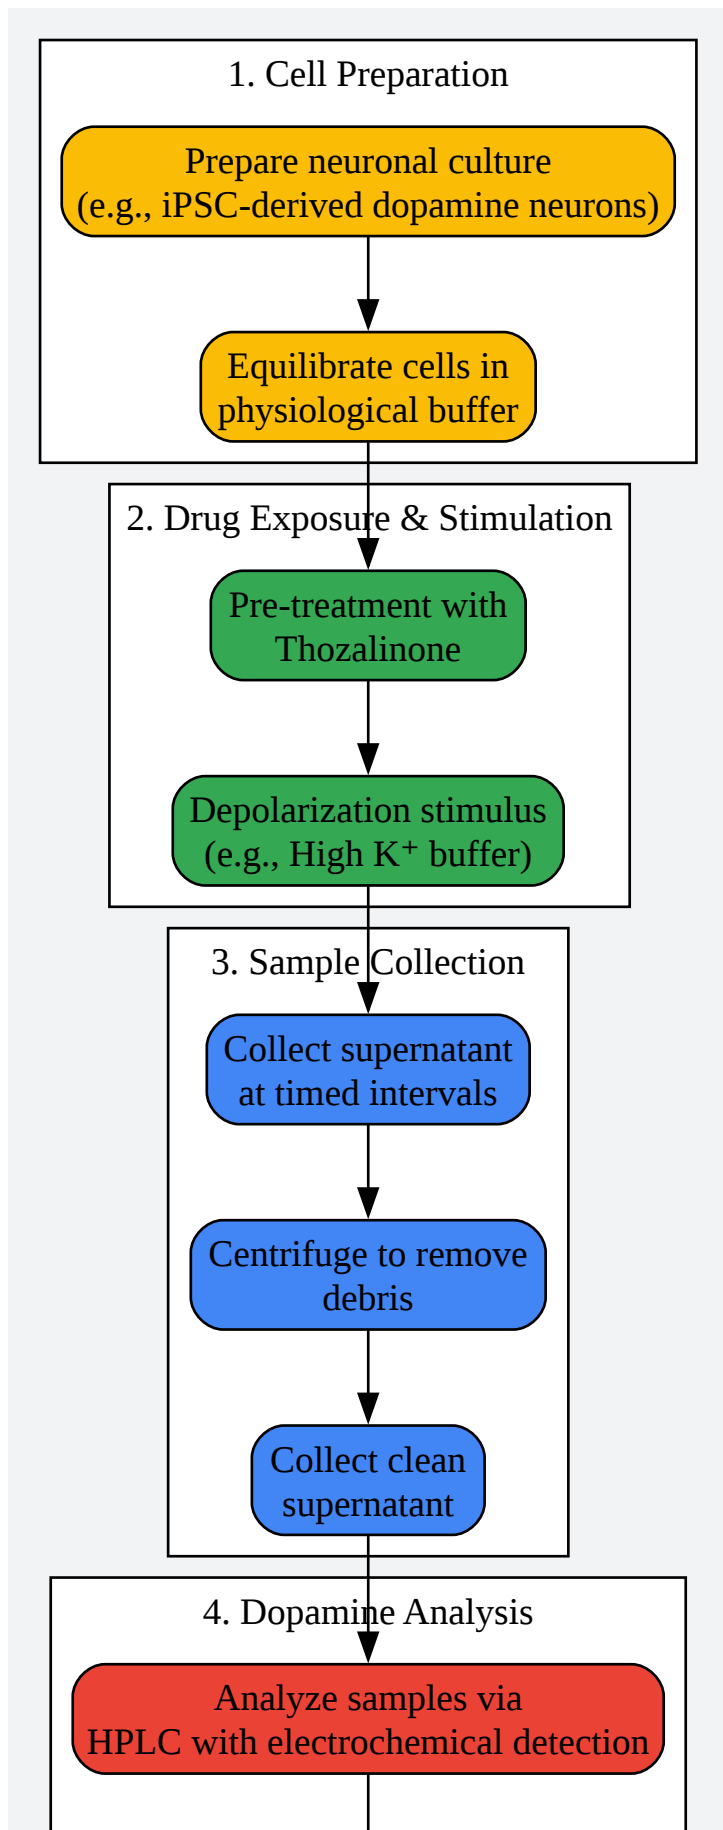 1. Cell Preparation
Prepare neuronal culture
(e.g., iPSC-derived dopamine neurons)
Equilibrate cells in
physiological buffer
2. Drug Exposure & Stimulation
Pre-treatment with
Thozalinone
Depolarization stimulus
(e.g., High K⁺ buffer)
3. Sample Collection
Collect supernatant
at timed intervals
Centrifuge to remove
debris
Collect clean
supernatant
4. Dopamine Analysis
Analyze samples via
HPLC with electrochemical detection